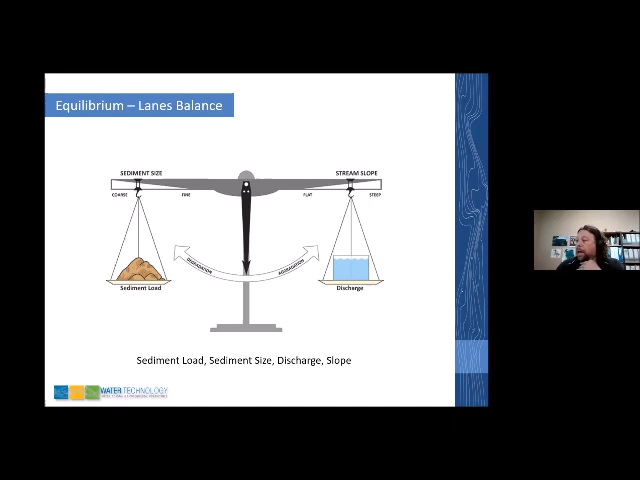 Equilibrium – Lanes Balance
SEDIMENT SIZE
STREAM SLOPE
COARSE
FINE
FLAT
STEEP
DEGRADATION
AGGRADATION
Sediment Load
Discharge
Sediment Load, Sediment Size, Discharge, Slope
WATER TECHNOLOGY